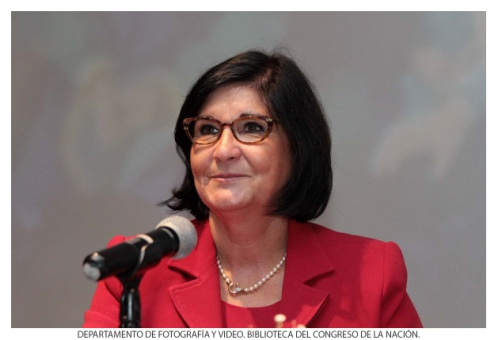 DEPARTAMENTO DE FOTOGRAFÍA Y VIDEO. BIBLIOTECA DEL CONGRESO DE LA NACIÓN.